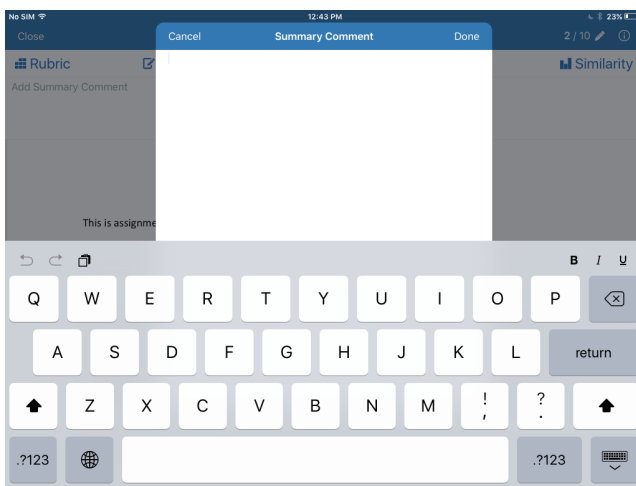 No SIM 12:43 PM 23%
Close Cancel Summary Comment Done 2 / 10
Rubric Similarity
Add Summary Comment
This is assignme
B I U
Q W E R T Y U I O P
A S D F G H J K L return
Z X C V B N M ! , ? .
.?123 .?123